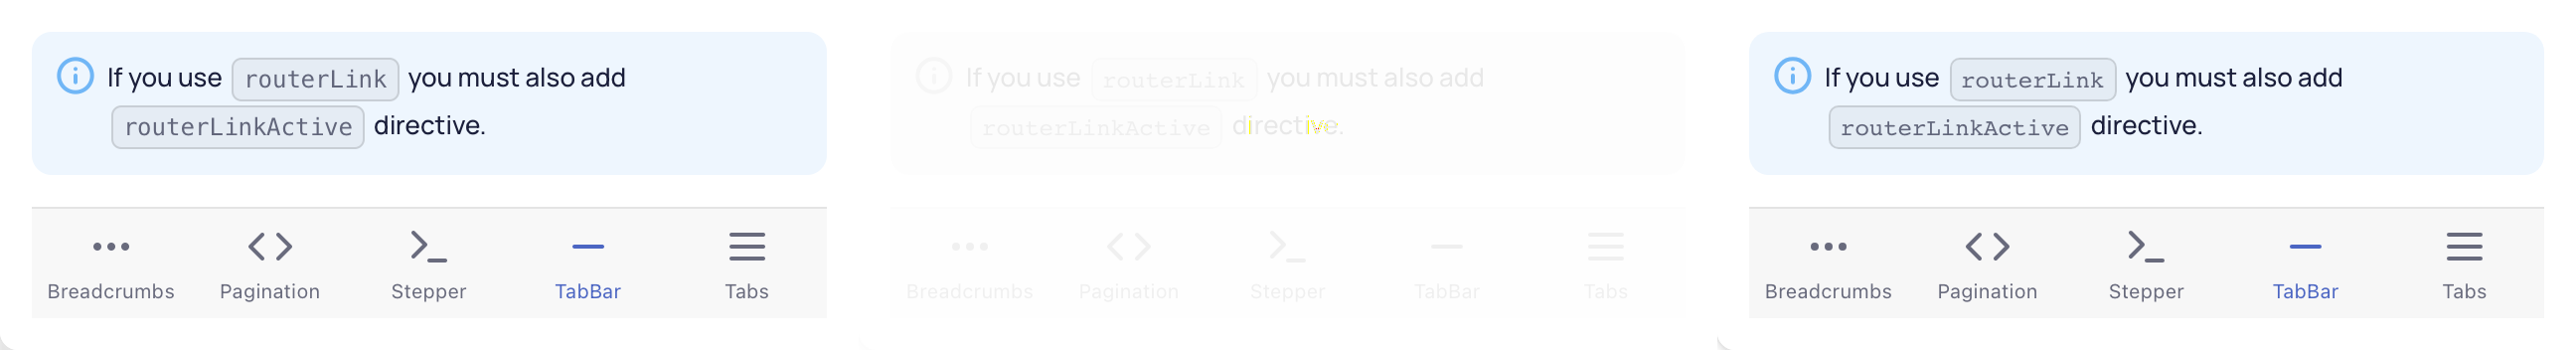 If you use routerLink you must also add
routerLinkActive directive.
Breadcrumbs Pagination Stepper TabBar Tabs
If you use routerLink you must also add
routerLinkActive directive.
Breadcrumbs Pagination Stepper TabBar Tabs
If you use routerLink you must also add
routerLinkActive directive.
Breadcrumbs Pagination Stepper TabBar Tabs